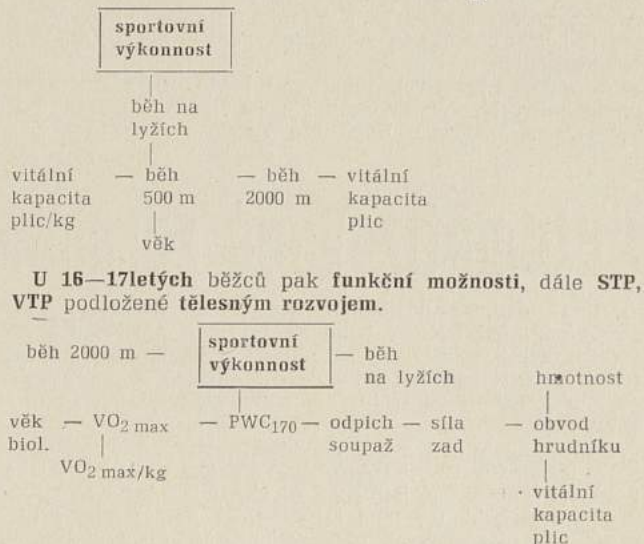 sportovní
výkonnost
běh na
lyžích
vitální — běh — běh — vitální
kapacita 500 m 2000 m kapacita
plic/kg plic
věk
U 16—17letých běžců pak funkční možnosti, dále STP,
VTP podložené tělesným rozvojem.
běh 2000 m — sportovní výkonnost — běh
na lyžích hmotnost
věk — VO2 max — PWC170 — odpich — síla — obvod
biol. soupaž zad hrudníku
VO2 max/kg
vitální
kapacita
plic